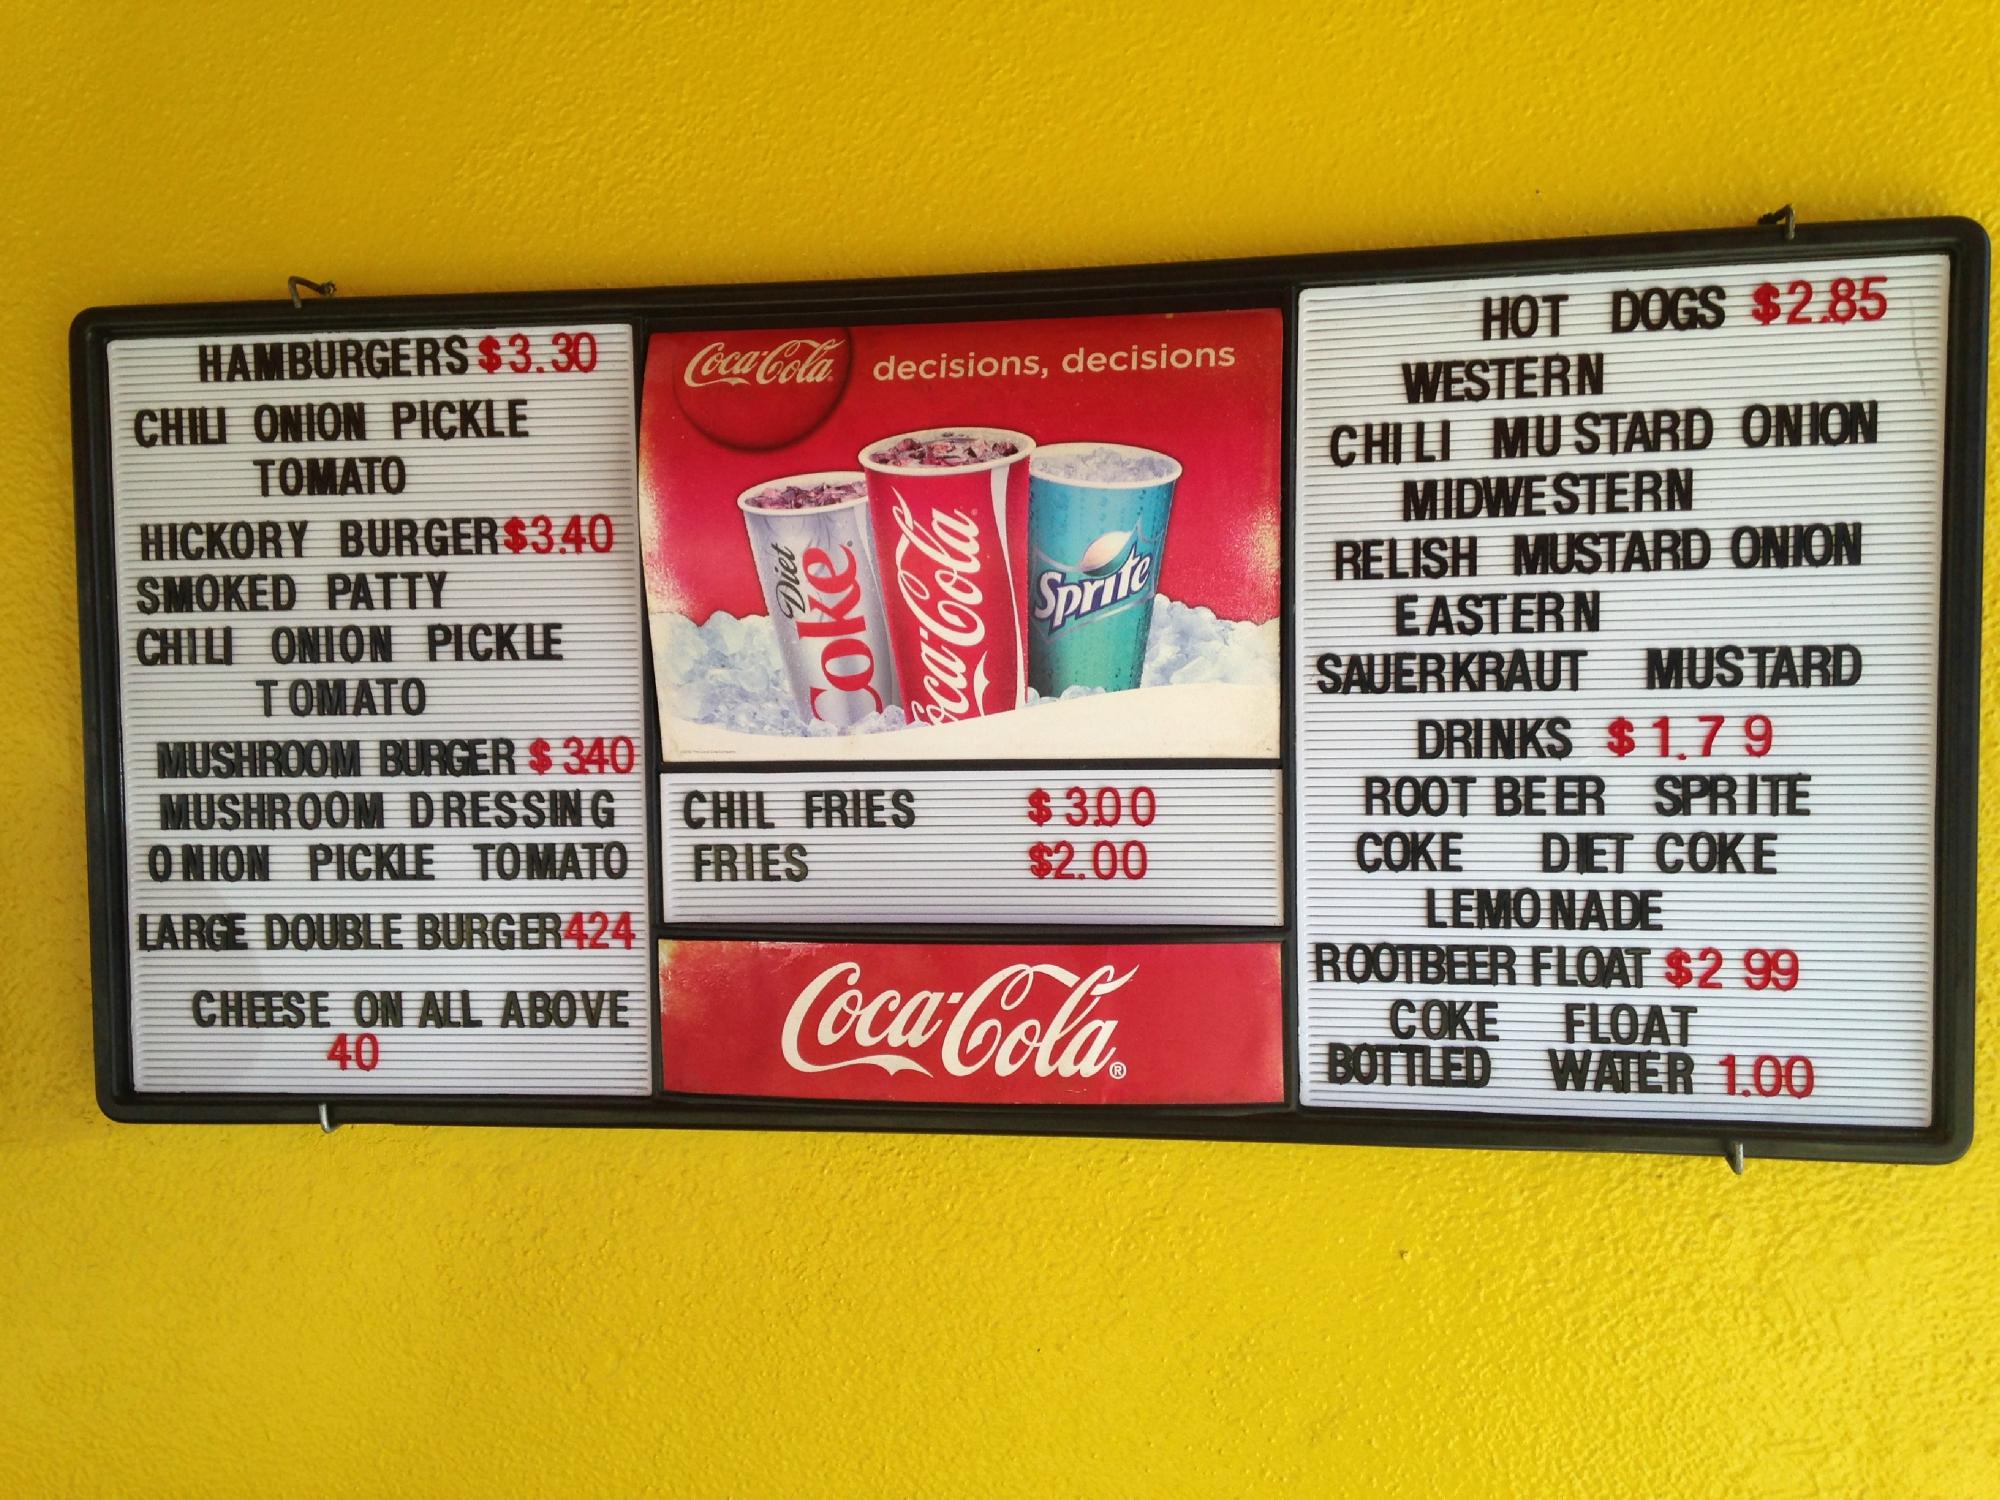 HAMBURGERS $3.30
CHILI ONION PICKLE
TOMATO
HICKORY BURGER $3.40
SMOKED PATTY
CHILI ONION PICKLE
TOMATO
MUSHROOM BURGER $340
MUSHROOM DRESSING
ONION PICKLE TOMATO
LARGE DOUBLE BURGER 424
CHEESE ON ALL ABOVE
40
Coca-Cola decisions, decisions
Diet Coke
Coca-Cola
Sprite
CHIL FRIES $3.00
FRIES $2.00
Coca-Cola®
HOT DOGS $2.85
WESTERN
CHILI MUSTARD ONION
MIDWESTERN
RELISH MUSTARD ONION
EASTERN
SAUERKRAUT MUSTARD
DRINKS $1.79
ROOT BEER SPRITE
COKE DIET COKE
LEMONADE
ROOTBEER FLOAT $2 99
COKE FLOAT
BOTTLED WATER 1.00